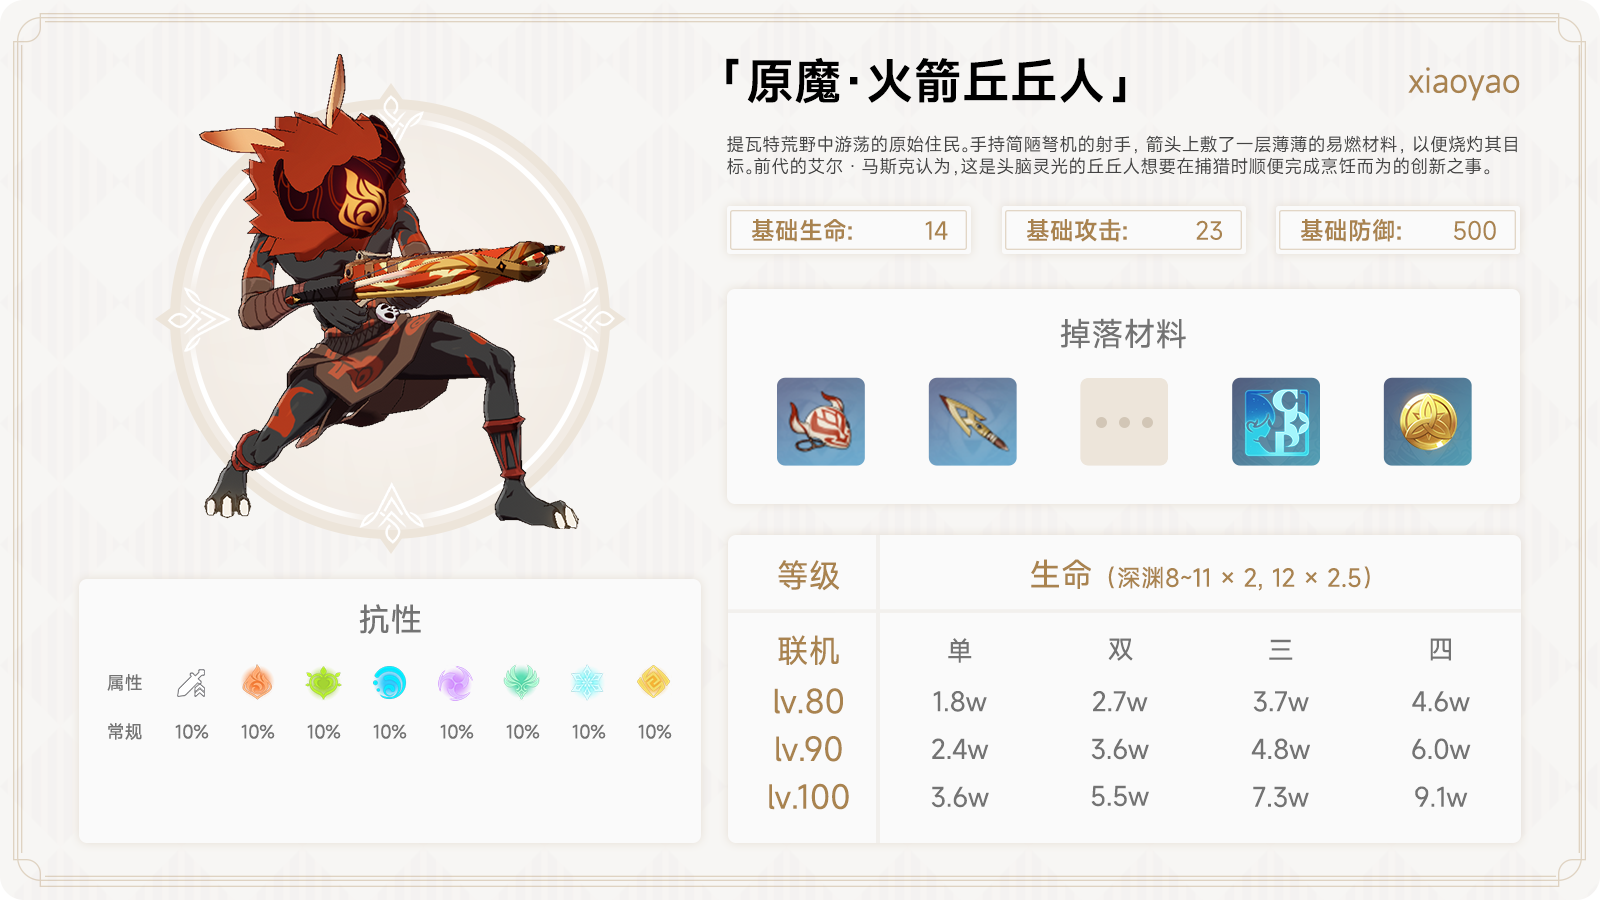 「原魔·火箭丘丘人」
xiaoyao
提瓦特荒野中游荡的原始住民。手持简陋弩机的射手，箭头上敷了一层薄薄的易燃材料，以便烧灼其目
标。前代的艾尔·马斯克认为,这是头脑灵光的丘丘人想要在捕猎时顺便完成烹饪而为的创新之事。
基础生命: 14 基础攻击: 23 基础防御: 500
掉落材料
抗性
属性
常规 10% 10% 10% 10% 10% 10% 10% 10%
等级 生命（深渊8~11 × 2, 12 × 2.5）
联机 单 双 三 四
lv.80 1.8w 2.7w 3.7w 4.6w
lv.90 2.4w 3.6w 4.8w 6.0w
lv.100 3.6w 5.5w 7.3w 9.1w